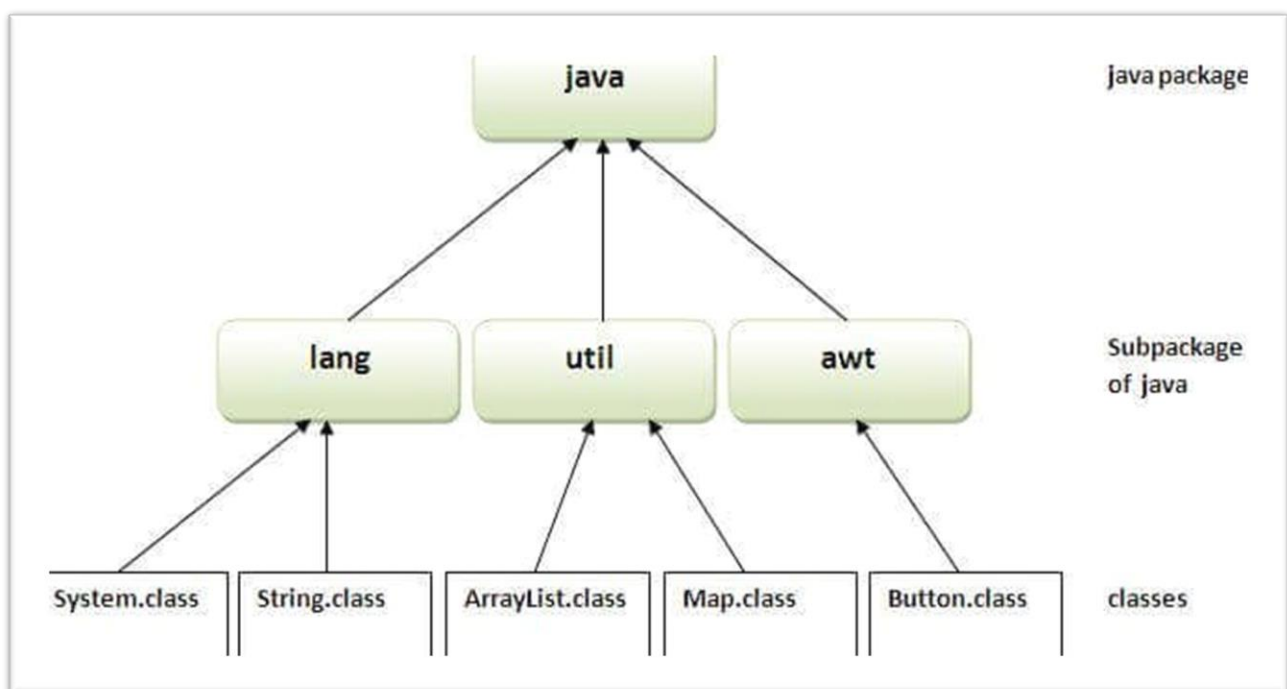 java
java package
lang
util
awt
Subpackage
of java
System.class
String.class
ArrayList.class
Map.class
Button.class
classes